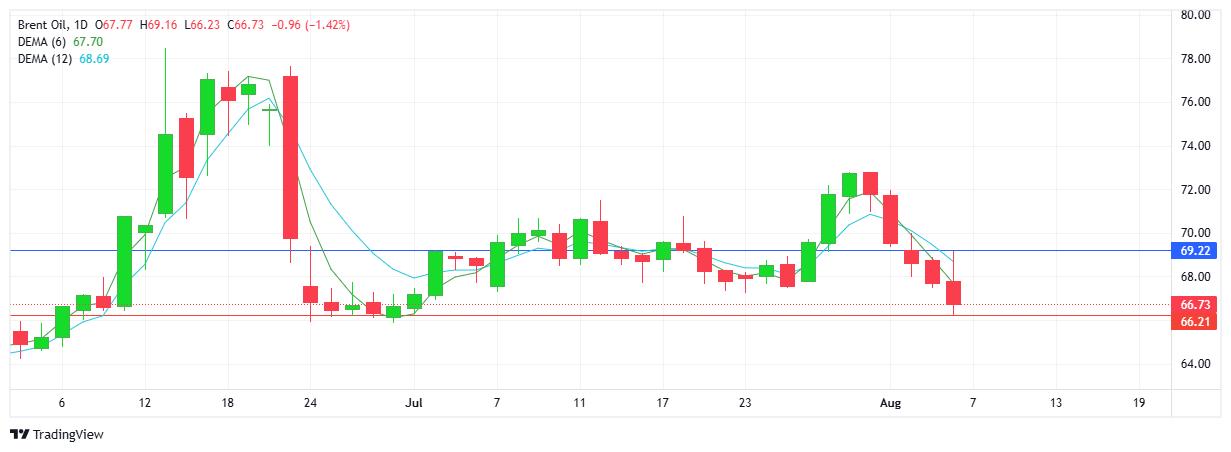 Brent Oil, 1D O67.77 H69.16 L66.23 C66.73 −0.96 (−1.42%)
DEMA (6) 67.70
DEMA (12) 68.69
80.00
78.00
76.00
74.00
72.00
70.00
69.22
68.00
66.73
66.21
64.00
6 12 18 24 Jul 7 11 17 23 Aug 7 13 19
TradingView